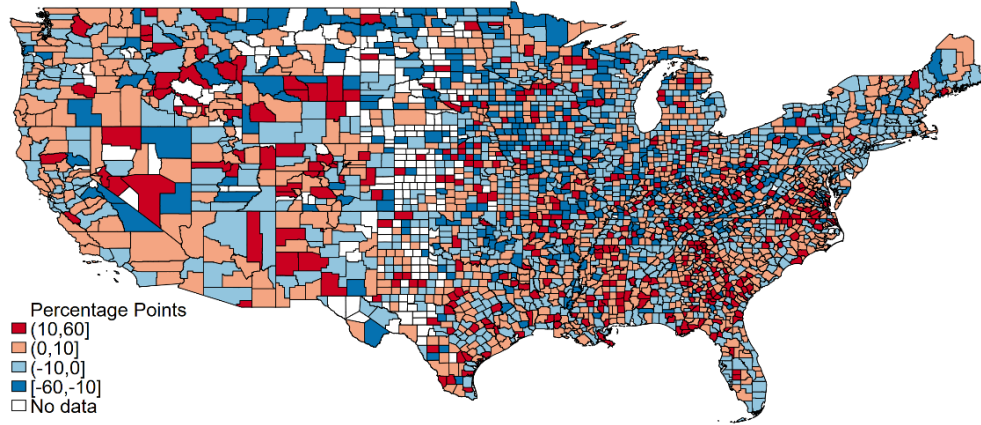 Percentage Points
(10,60]
(0,10]
(-10,0]
[-60,-10]
No data